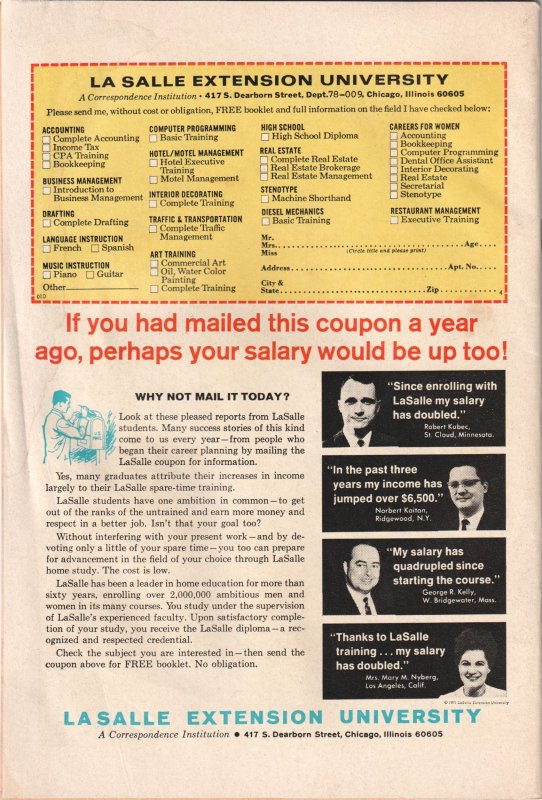 LA SALLE EXTENSION UNIVERSITY
A Correspondence Institution • 417 S. Dearborn Street, Dept.78-009, Chicago, Illinois 60605
Please send me, without cost or obligation, FREE booklet and full information on the field I have checked below:
ACCOUNTING
Complete Accounting
Income Tax
CPA Training
Bookkeeping
BUSINESS MANAGEMENT
Introduction to
Business Management
DRAFTING
Complete Drafting
LANGUAGE INSTRUCTION
French Spanish
MUSIC INSTRUCTION
Piano Guitar
Other
COMPUTER PROGRAMMING
Basic Training
HOTEL/MOTEL MANAGEMENT
Hotel Executive
Training
Motel Management
INTERIOR DECORATING
Complete Training
TRAFFIC & TRANSPORTATION
Complete Traffic
Management
ART TRAINING
Commercial Art
Oil, Water Color
Painting
Complete Training
HIGH SCHOOL
High School Diploma
REAL ESTATE
Complete Real Estate
Real Estate Brokerage
Real Estate Management
STENOTYPE
Machine Shorthand
DIESEL MECHANICS
Basic Training
CAREERS FOR WOMEN
Accounting
Bookkeeping
Computer Programming
Dental Office Assistant
Interior Decorating
Real Estate
Secretarial
Stenotype
RESTAURANT MANAGEMENT
Executive Training
Mr.
Mrs. Age
Miss (Circle title and please print)
Address Apt. No.
City &
State Zip 4
If you had mailed this coupon a year
ago, perhaps your salary would be up too!
WHY NOT MAIL IT TODAY?
Look at these pleased reports from LaSalle
students. Many success stories of this kind
come to us every year—from people who
began their career planning by mailing the
LaSalle coupon for information.
Yes, many graduates attribute their increases in income
largely to their LaSalle spare-time training.
LaSalle students have one ambition in common—to get
out of the ranks of the untrained and earn more money and
respect in a better job. Isn't that your goal too?
Without interfering with your present work—and by de-
voting only a little of your spare time—you too can prepare
for advancement in the field of your choice through LaSalle
home study. The cost is low.
LaSalle has been a leader in home education for more than
sixty years, enrolling over 2,000,000 ambitious men and
women in its many courses. You study under the supervision
of LaSalle's experienced faculty. Upon satisfactory comple-
tion of your study, you receive the LaSalle diploma—a rec-
ognized and respected credential.
Check the subject you are interested in—then send the
coupon above for FREE booklet. No obligation.
"Since enrolling with
LaSalle my salary
has doubled."
Robert Kubec,
St. Cloud, Minnesota.
"In the past three
years my income has
jumped over $6,500."
Norbert Kaitan,
Ridgewood, N.Y.
"My salary has
quadrupled since
starting the course."
George R. Kelly,
W. Bridgewater, Mass.
"Thanks to LaSalle
training . . . my salary
has doubled."
Mrs. Mary M. Nyberg,
Los Angeles, Calif.
LASALLE EXTENSION UNIVERSITY
A Correspondence Institution • 417 S. Dearborn Street, Chicago, Illinois 60605